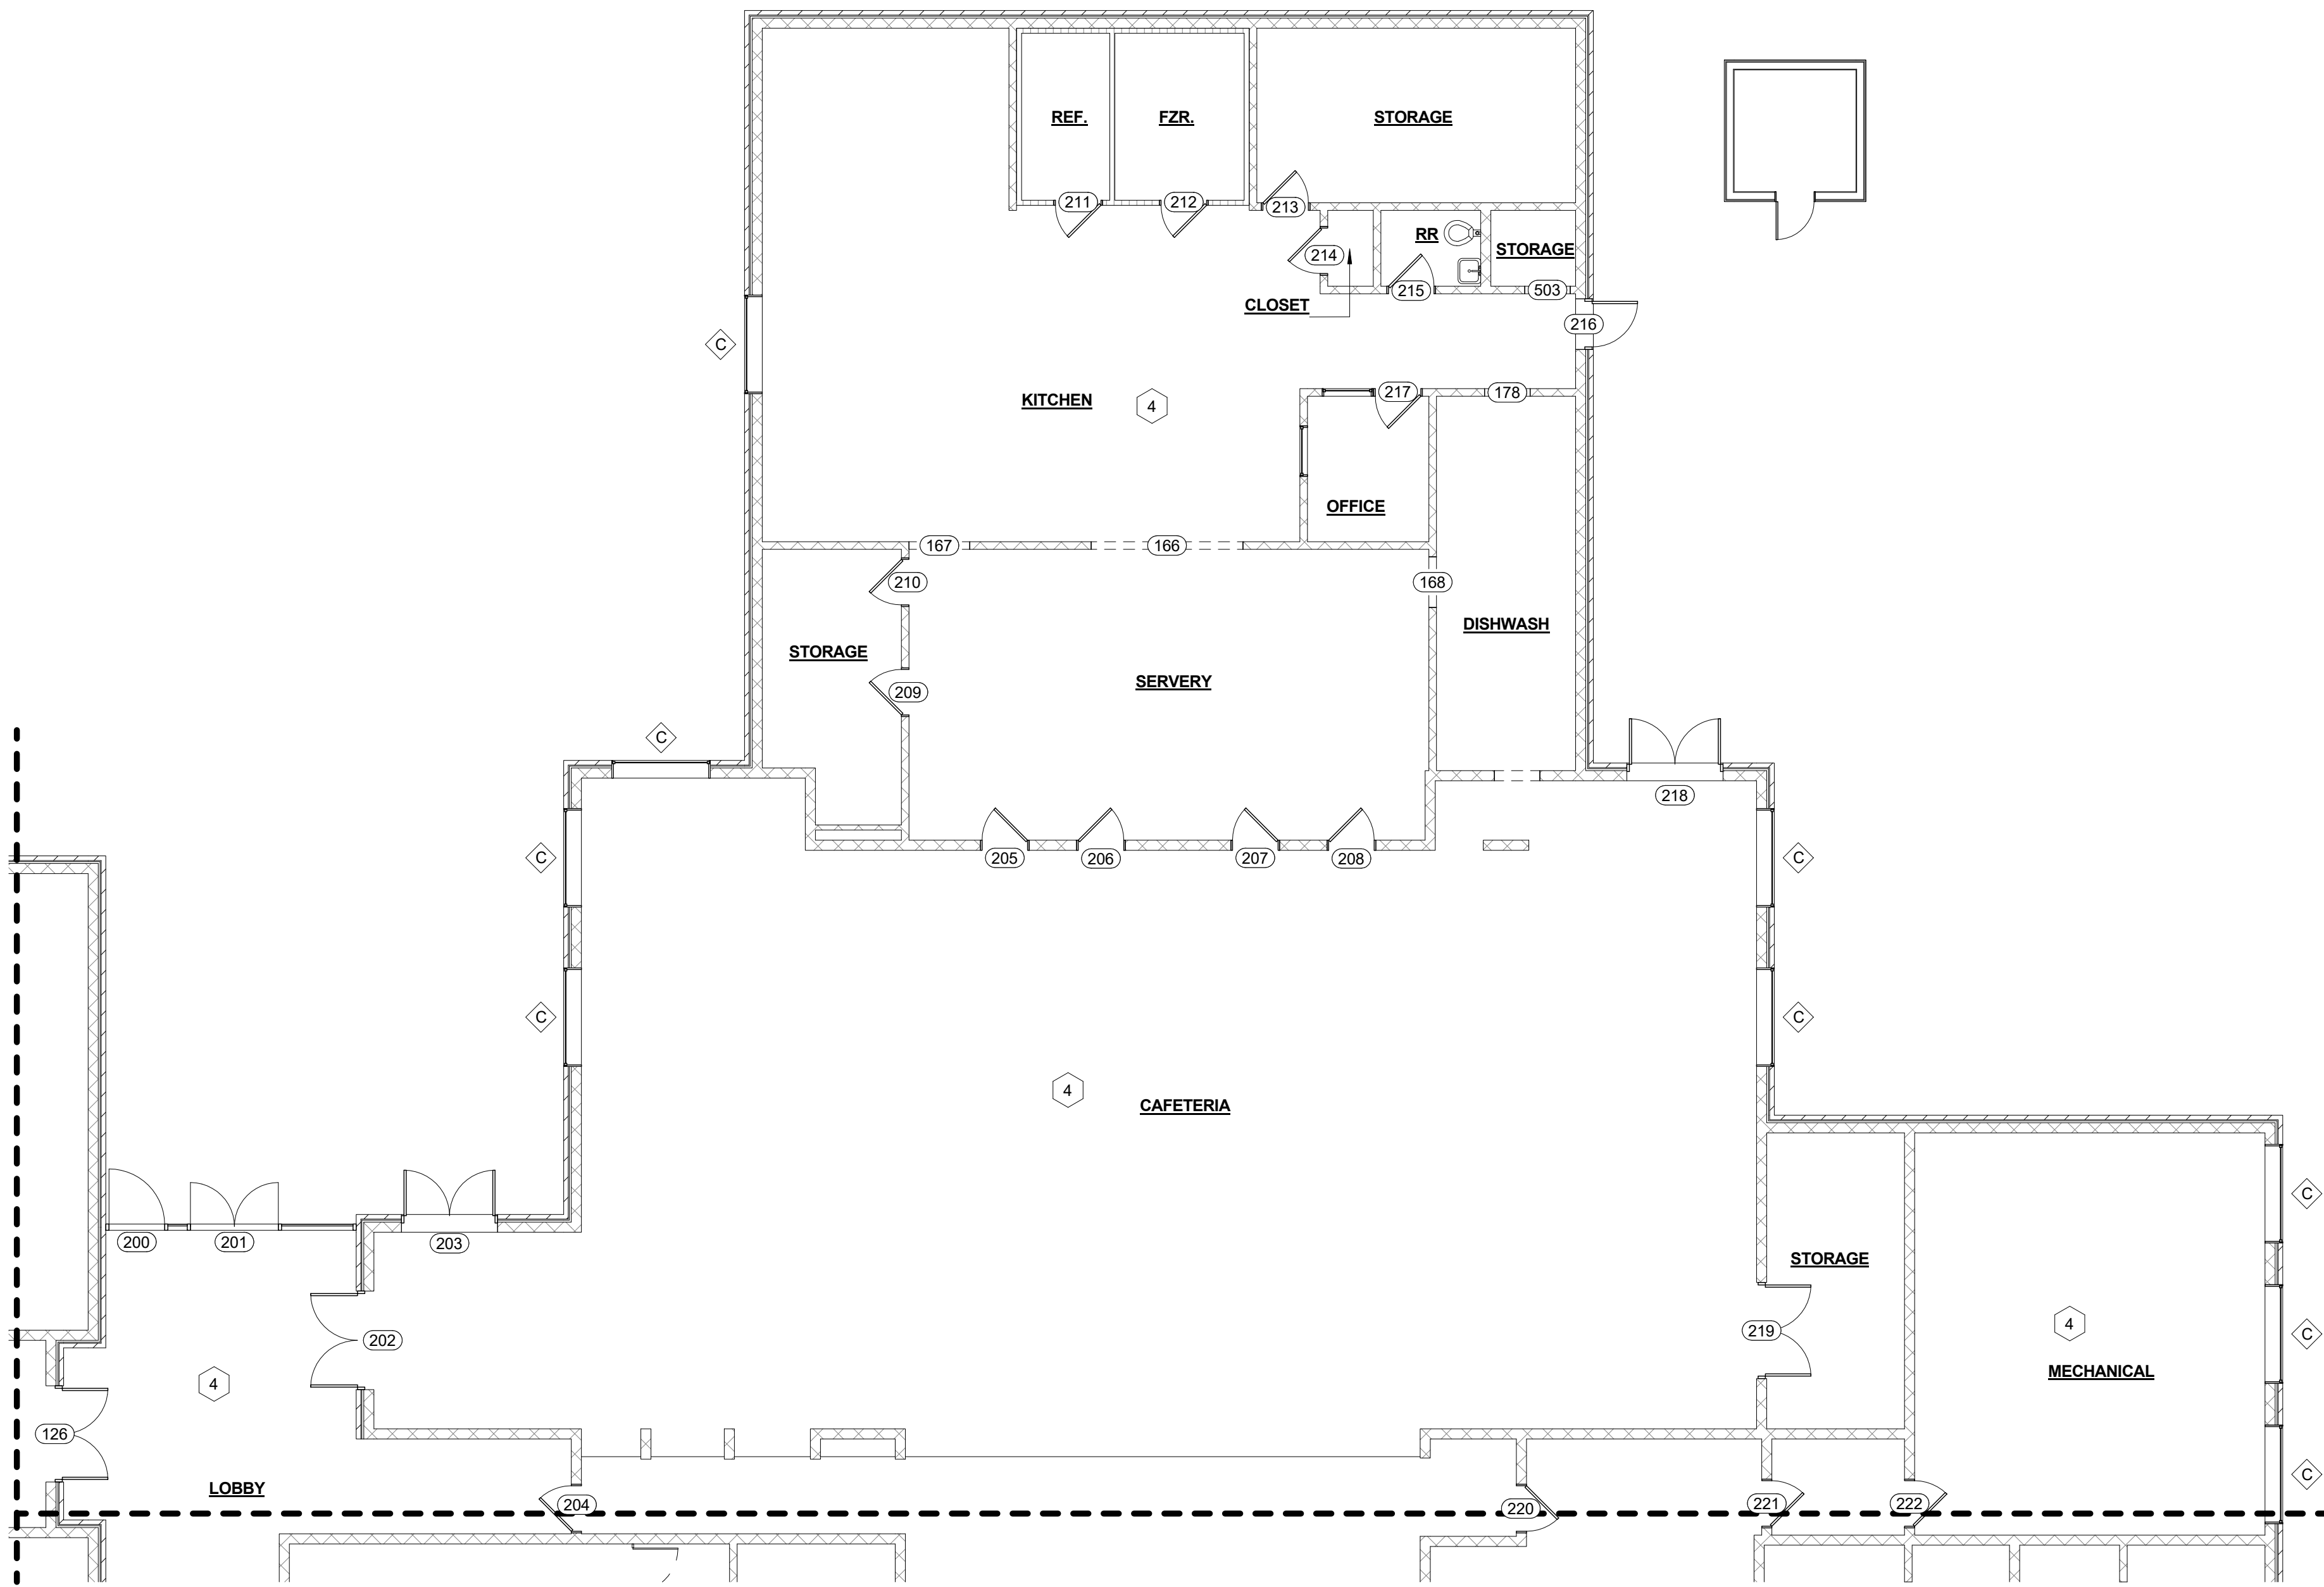 REF.
FZR.
STORAGE
211
212
213
RR
214
STORAGE
215
503
CLOSET
216
C
217
178
KITCHEN
4
OFFICE
167
166
210
168
DISHWASH
STORAGE
SERVERY
209
C
218
205
206
207
208
C
C
C
C
4
CAFETERIA
C
200
201
203
STORAGE
4
219
C
202
MECHANICAL
4
126
C
LOBBY
204
220
221
222